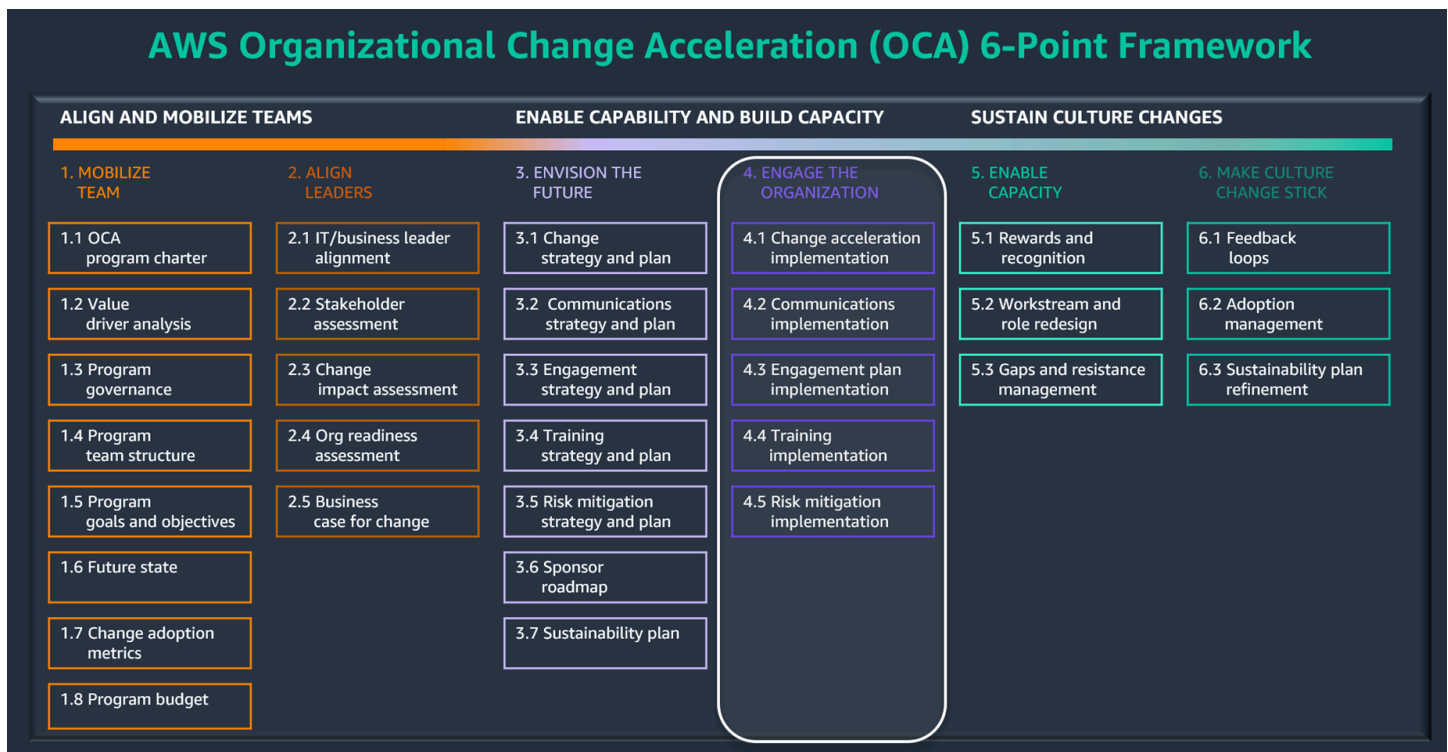 AWS Organizational Change Acceleration (OCA) 6-Point Framework
ALIGN AND MOBILIZE TEAMS
ENABLE CAPABILITY AND BUILD CAPACITY
SUSTAIN CULTURE CHANGES
1. MOBILIZE
TEAM
1.1 OCA
program charter
1.2 Value
driver analysis
1.3 Program
governance
1.4 Program
team structure
1.5 Program
goals and objectives
1.6 Future state
1.7 Change adoption
metrics
1.8 Program budget
2. ALIGN
LEADERS
2.1 IT/business leader
alignment
2.2 Stakeholder
assessment
2.3 Change
impact assessment
2.4 Org readiness
assessment
2.5 Business
case for change
3. ENVISION THE
FUTURE
3.1 Change
strategy and plan
3.2 Communications
strategy and plan
3.3 Engagement
strategy and plan
3.4 Training
strategy and plan
3.5 Risk mitigation
strategy and plan
3.6 Sponsor
roadmap
3.7 Sustainability plan
4. ENGAGE THE
ORGANIZATION
4.1 Change acceleration
implementation
4.2 Communications
implementation
4.3 Engagement plan
implementation
4.4 Training
implementation
4.5 Risk mitigation
implementation
5. ENABLE
CAPACITY
5.1 Rewards and
recognition
5.2 Workstream and
role redesign
5.3 Gaps and resistance
management
6. MAKE CULTURE
CHANGE STICK
6.1 Feedback
loops
6.2 Adoption
management
6.3 Sustainability plan
refinement